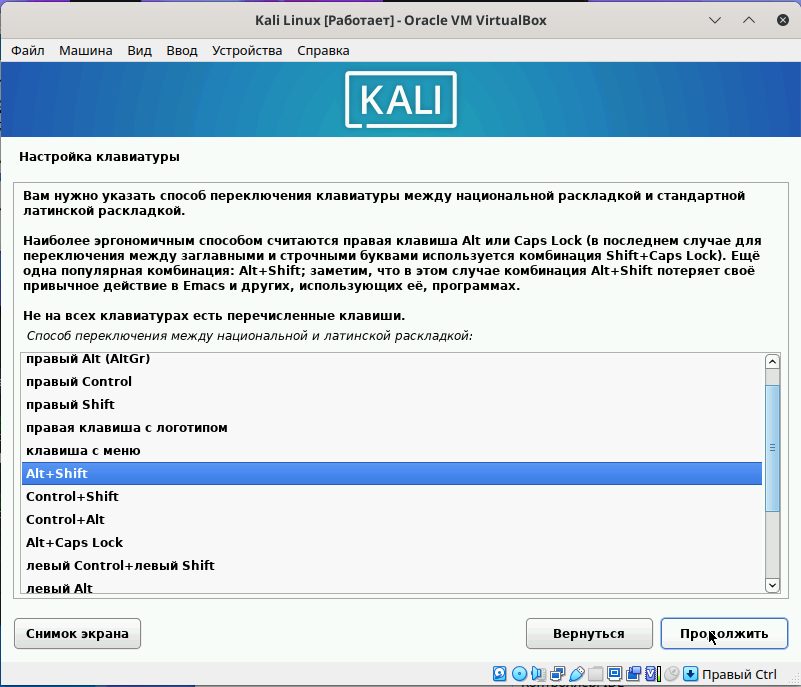 Kali Linux [Работает] - Oracle VM VirtualBox
Файл Машина Вид Ввод Устройства Справка
KALI
Настройка клавиатуры
Вам нужно указать способ переключения клавиатуры между национальной раскладкой и стандартной
латинской раскладкой.
Наиболее эргономичным способом считаются правая клавиша Alt или Caps Lock (в последнем случае для
переключения между заглавными и строчными буквами используется комбинация Shift+Caps Lock). Ещё
одна популярная комбинация: Alt+Shift; заметим, что в этом случае комбинация Alt+Shift потеряет своё
привычное действие в Emacs и других, использующих её, программах.
Не на всех клавиатурах есть перечисленные клавиши.
Способ переключения между национальной и латинской раскладкой:
правый Alt (AltGr)
правый Control
правый Shift
правая клавиша с логотипом
клавиша с меню
Alt+Shift
Control+Shift
Control+Alt
Alt+Caps Lock
левый Control+левый Shift
левый Alt
Снимок экрана Вернуться Продолжить
Правый Ctrl